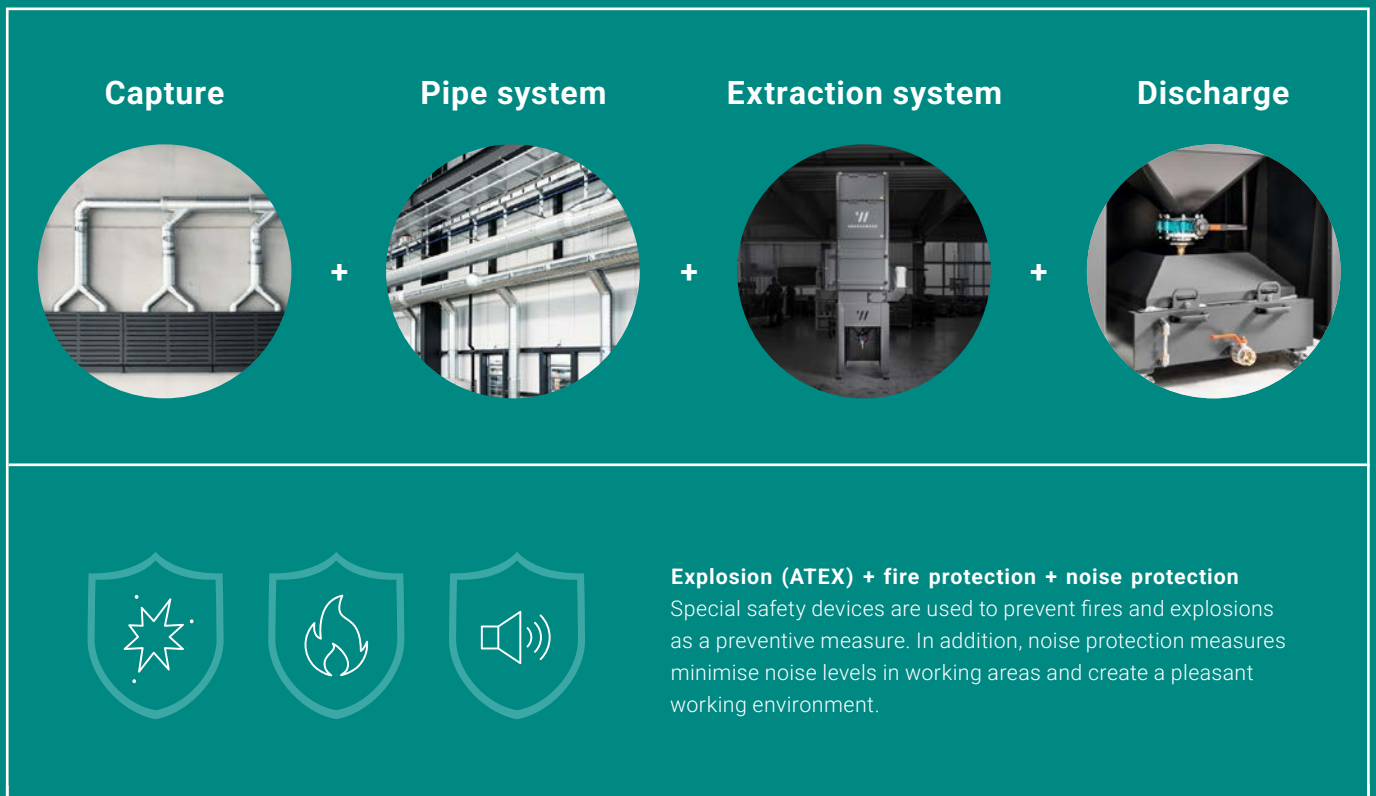 Capture
Pipe system
Extraction system
Discharge
+
+
+
Explosion (ATEX) + fire protection + noise protection
Special safety devices are used to prevent fires and explosions
as a preventive measure. In addition, noise protection measures
minimise noise levels in working areas and create a pleasant
working environment.